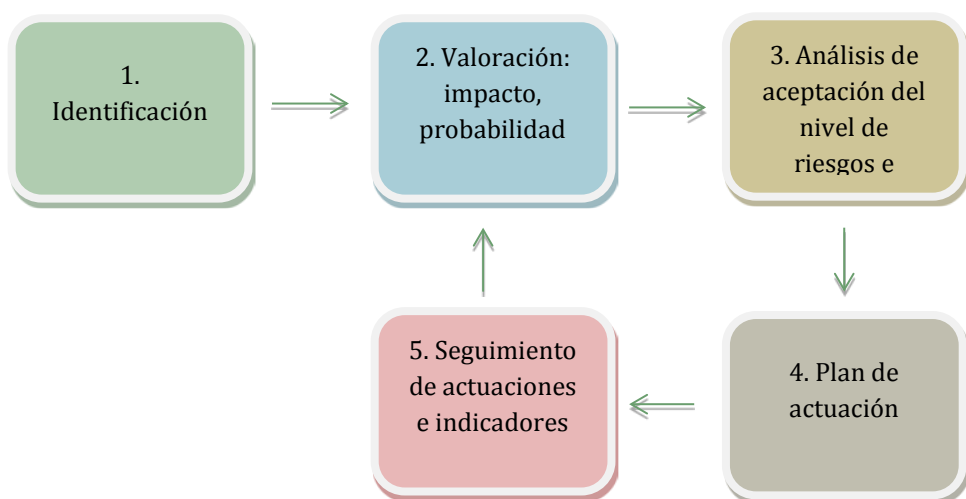 1.
Identificación
2. Valoración:
impacto,
probabilidad
3. Análisis de
aceptación del
nivel de
riesgos e
4. Plan de
actuación
5. Seguimiento
de actuaciones
e indicadores